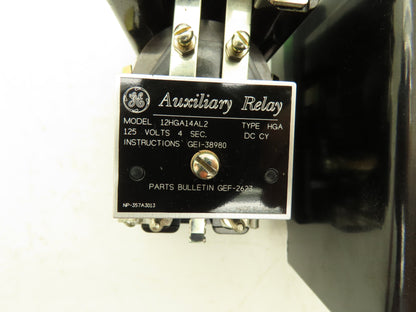 GE Auxiliary Relay
MODEL 12HGA14AL2 TYPE HGA
125 VOLTS 4 SEC. DC CY
INSTRUCTIONS GEI-38980
PARTS BULLETIN GEF-2623
NP-357A3013